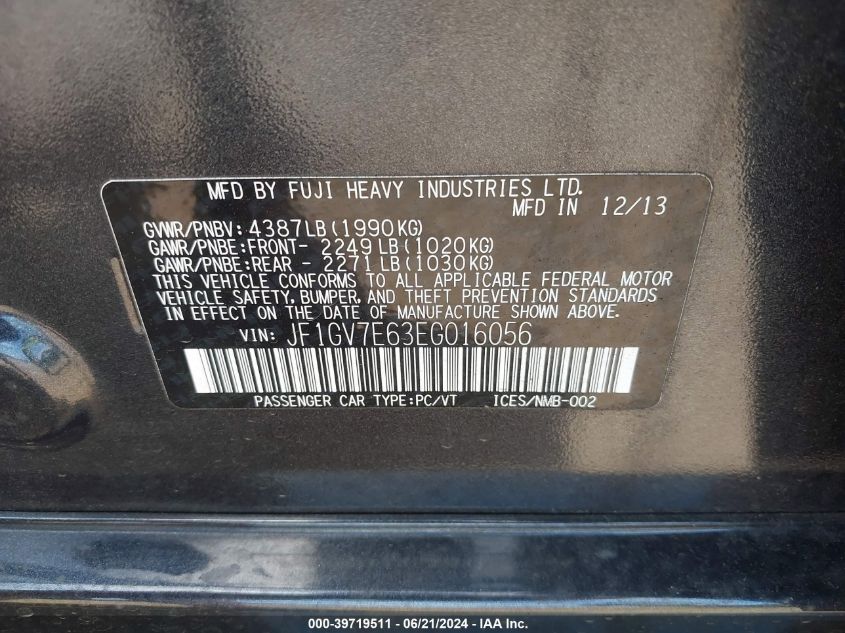 MFD BY FUJI HEAVY INDUSTRIES LTD.
MFD IN 12/13
GVWR/PNBV: 4387LB(1990KG)
GAWR/PNBE:FRONT- 2249LB(1020KG)
GAWR/PNBE:REAR - 2271LB(1030KG)
THIS VEHICLE CONFORMS TO ALL APPLICABLE FEDERAL MOTOR
VEHICLE SAFETY, BUMPER, AND THEFT PREVENTION STANDARDS
IN EFFECT ON THE DATE OF MANUFACTURE SHOWN ABOVE.
VIN: JF1GV7E63EG016056
PASSENGER CAR TYPE:PC/VT ICES/NMB-002
000-39719511 - 06/21/2024 - IAA Inc.